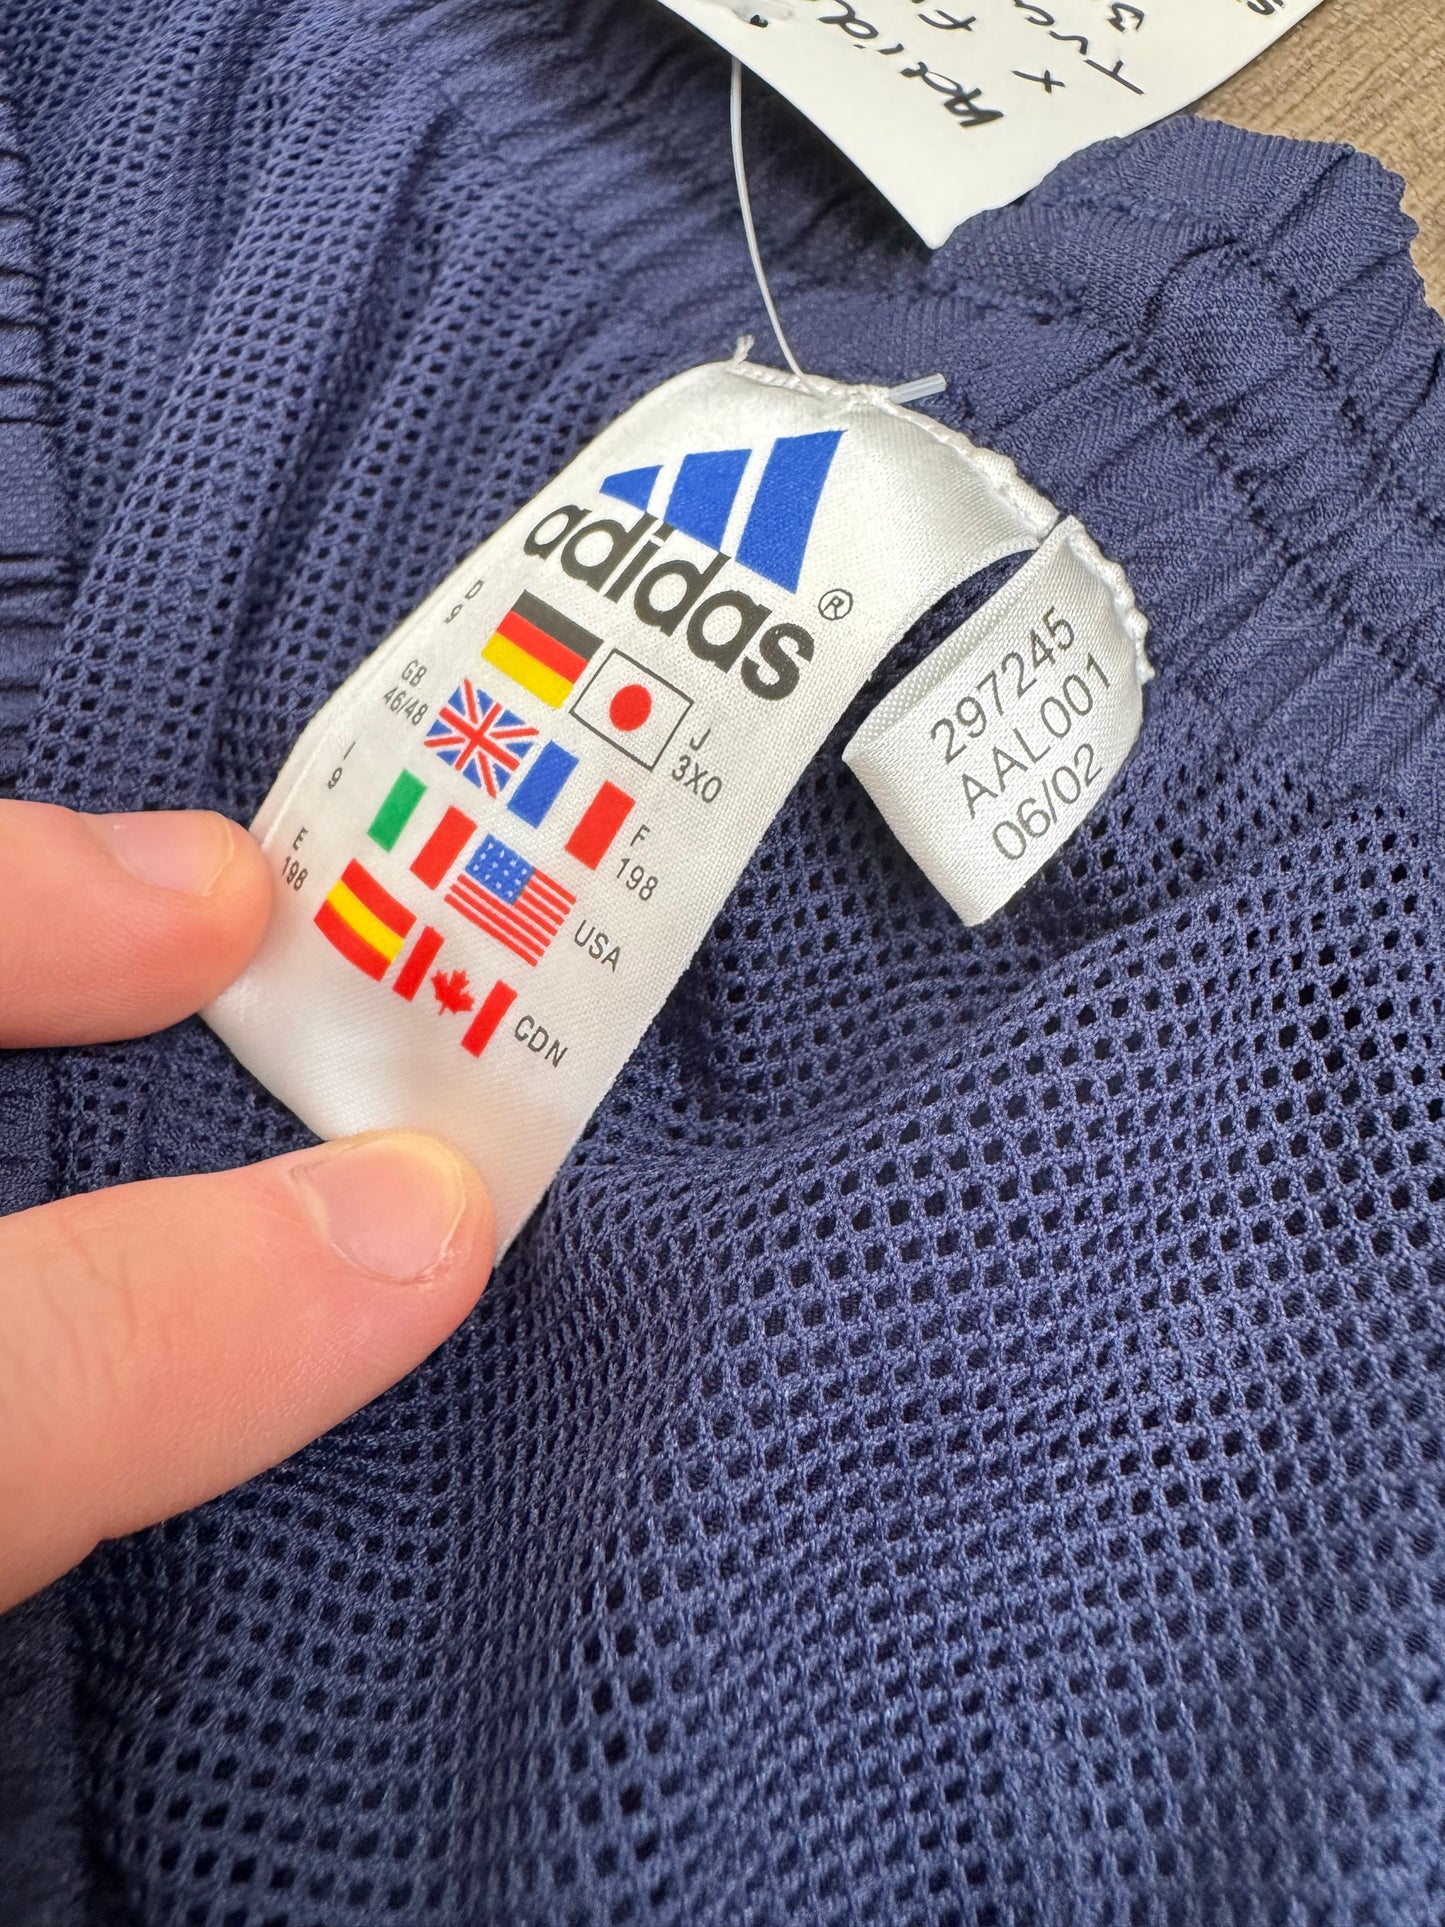 x
adidas®
D
9
GB
46/48
I
9
E
198
J
3XO
F
198
USA
CDN
297245
AAL001
06/02